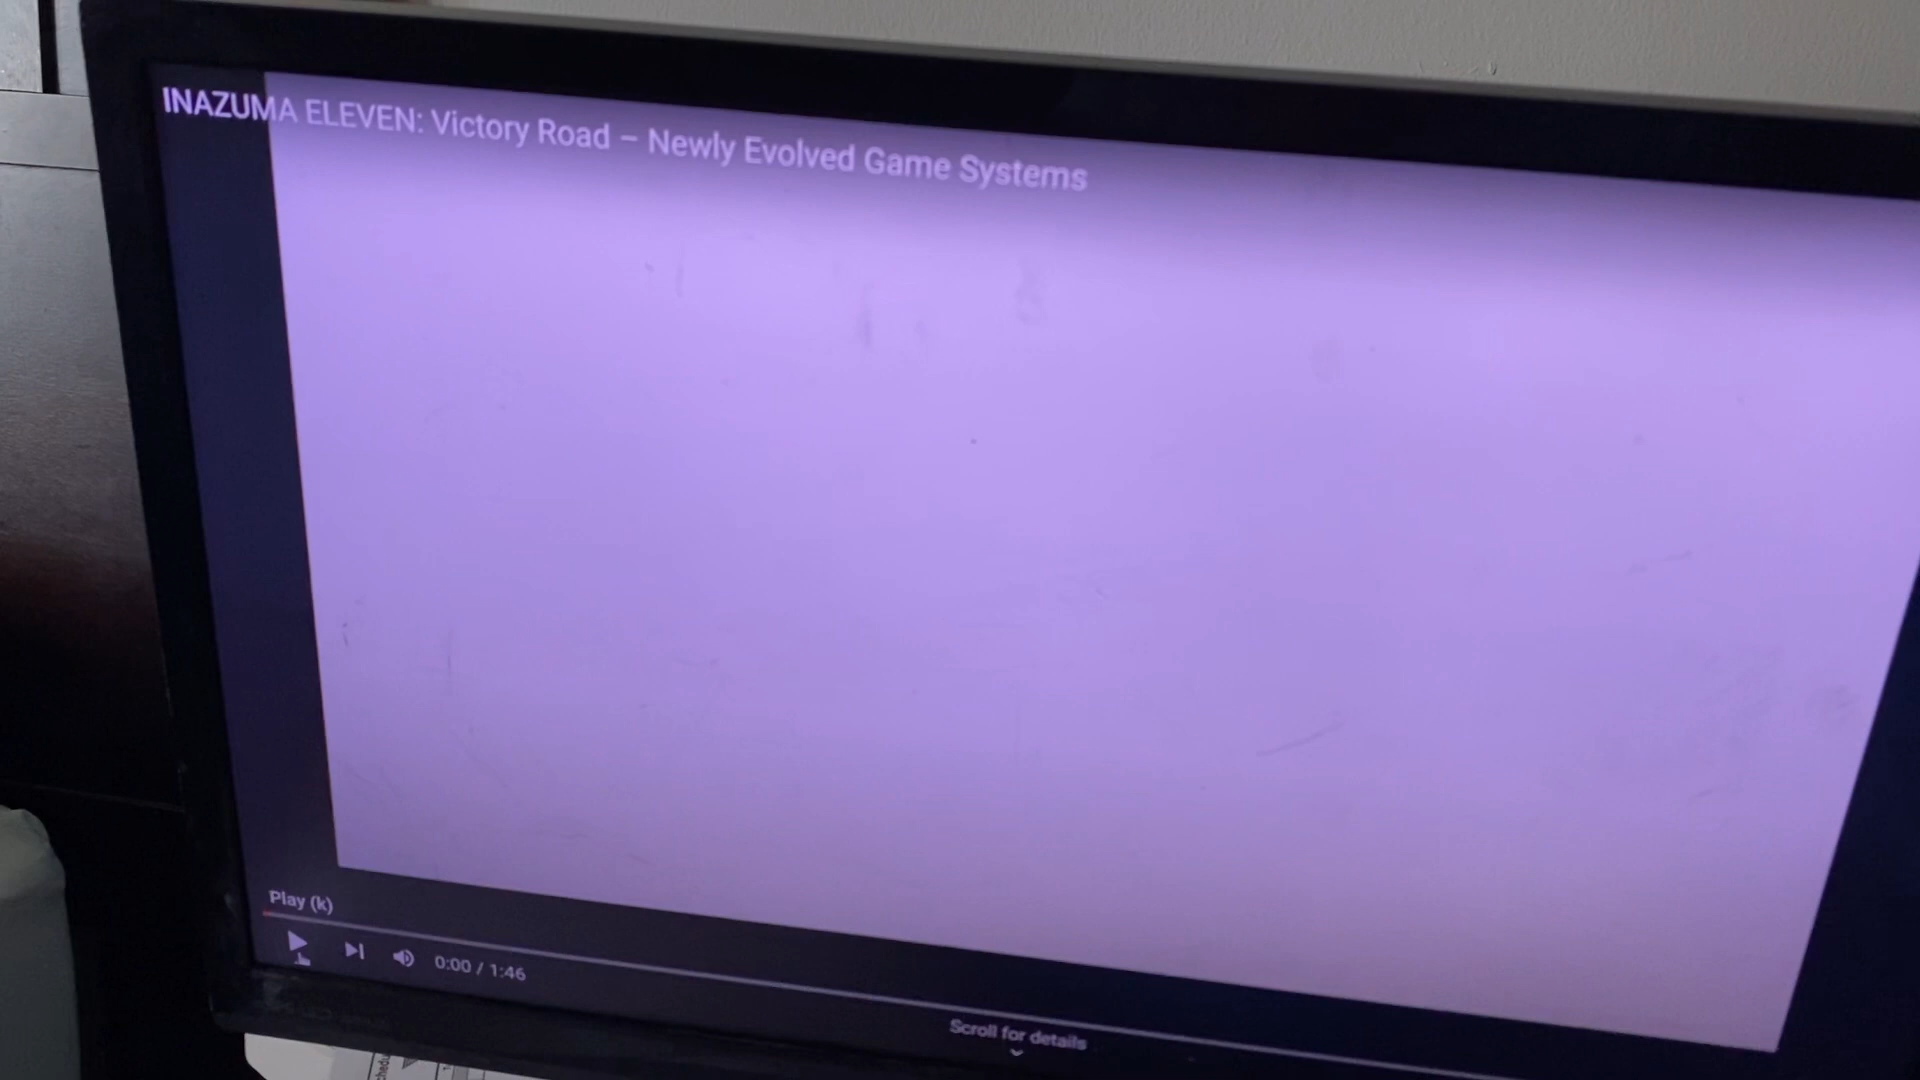 INAZUMA ELEVEN: Victory Road – Newly Evolved Game Systems
Play (k)
0:00 / 1:46
Scroll for details